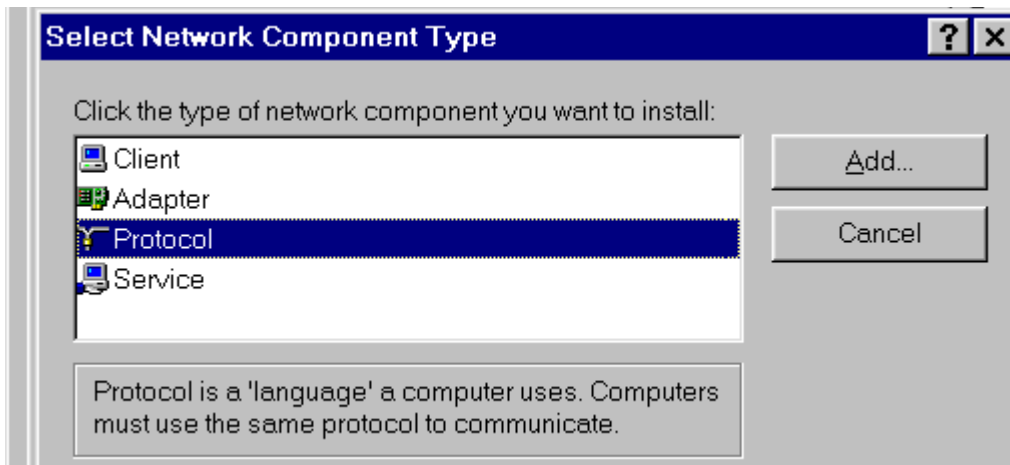 Select Network Component Type
Click the type of network component you want to install:
Client
Adapter
Protocol
Service
Add...
Cancel
Protocol is a 'language' a computer uses. Computers
must use the same protocol to communicate.